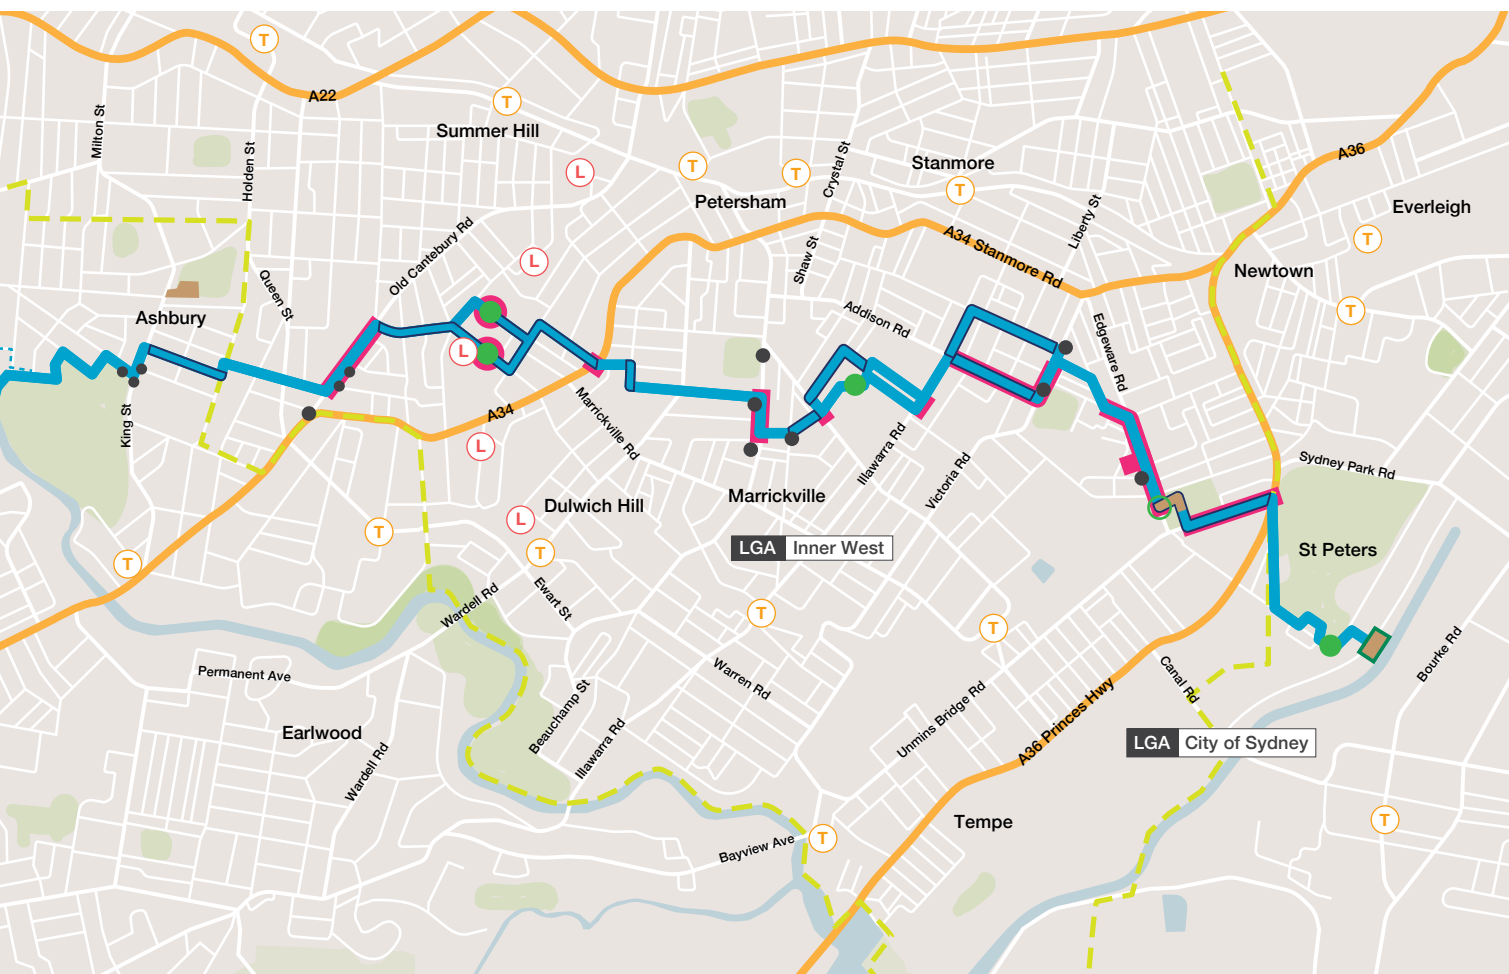 T
A22
T
Summer Hill
Milton St
Holden St
L
T
T
Crystal St
Stanmore
T
A36
Petersham
Everleigh
T
Old Cantebury Rd
L
Shaw St
A34 Stanmore Rd
Liberty St
Newtown
Queen St
Ashbury
Addison Rd
T
Edgeware Rd
L
King St
A34
Marrickville Rd
L
Illawarra Rd
Victoria Rd
Sydney Park Rd
Marrickville
Dulwich Hill
L
T
T
T
LGA Inner West
St Peters
Wardell Rd
Ewart St
T
T
Permanent Ave
Warren Rd
Canal Rd
Bourke Rd
Earlwood
Beauchamp St
Illawarra Rd
Wardell Rd
Unmins Bridge Rd
A36 Princes Hwy
LGA City of Sydney
Tempe
T
Bayview Ave
T